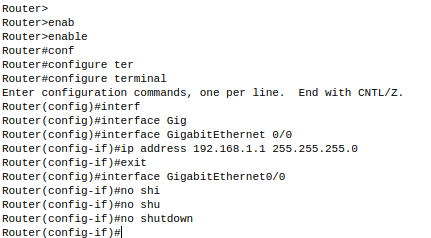 Router>
Router>enab
Router>enable
Router#conf
Router#configure ter
Router#configure terminal
Enter configuration commands, one per line.  End with CNTL/Z.
Router(config)#interf
Router(config)#interface Gig
Router(config)#interface GigabitEthernet 0/0
Router(config-if)#ip address 192.168.1.1 255.255.255.0
Router(config-if)#exit
Router(config)#interface GigabitEthernet0/0
Router(config-if)#no shi
Router(config-if)#no shu
Router(config-if)#no shutdown
Router(config-if)#